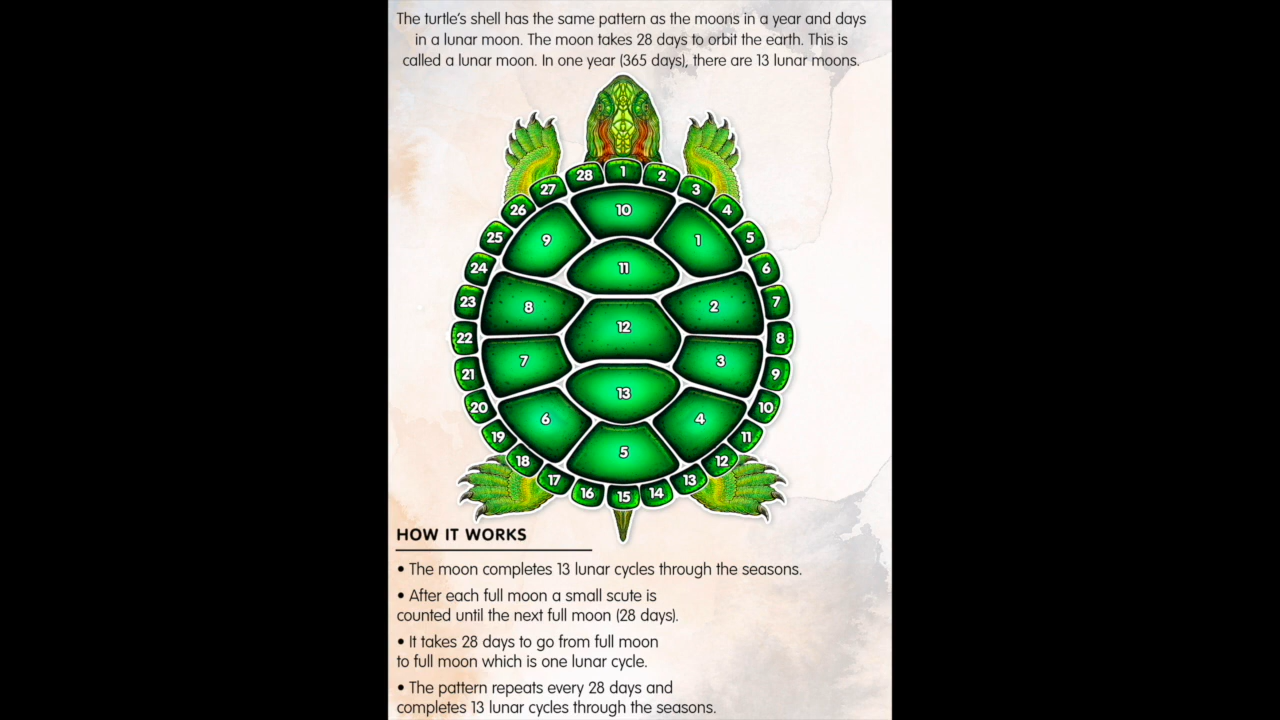 The turtle's shell has the same pattern as the moons in a year and days
in a lunar moon. The moon takes 28 days to orbit the earth. This is
called a lunar moon. In one year (365 days), there are 13 lunar moons.
28 1 2
27 3
26 10 4
25 9 1 5
24 11 6
23 8 2 7
22 12 8
21 7 3 9
20 13 10
19 6 4 11
18 5 12
17 13
16 15 14
HOW IT WORKS
• The moon completes 13 lunar cycles through the seasons.
• After each full moon a small scute is
counted until the next full moon (28 days).
• It takes 28 days to go from full moon
to full moon which is one lunar cycle.
• The pattern repeats every 28 days and
completes 13 lunar cycles through the seasons.